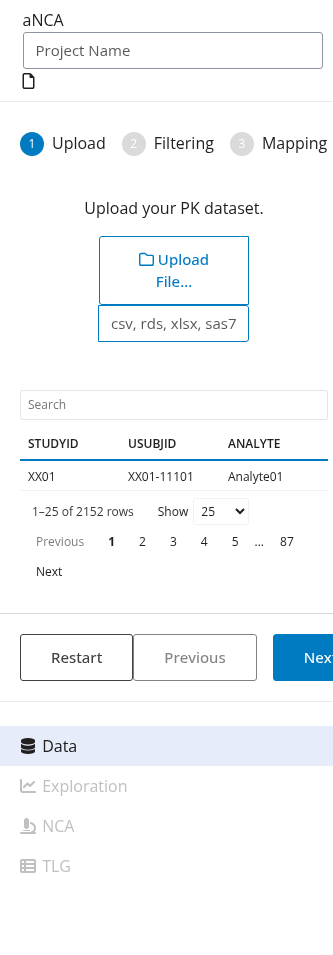 aNCA
Project Name
1 Upload 2 Filtering 3 Mapping
Upload your PK dataset.
Upload
File...
csv, rds, xlsx, sas7
Search
STUDYID USUBJID ANALYTE
XX01 XX01-11101 Analyte01
1–25 of 2152 rows Show 25
Previous 1 2 3 4 5 ... 87
Next
Restart Previous Next
Data
Exploration
NCA
TLG